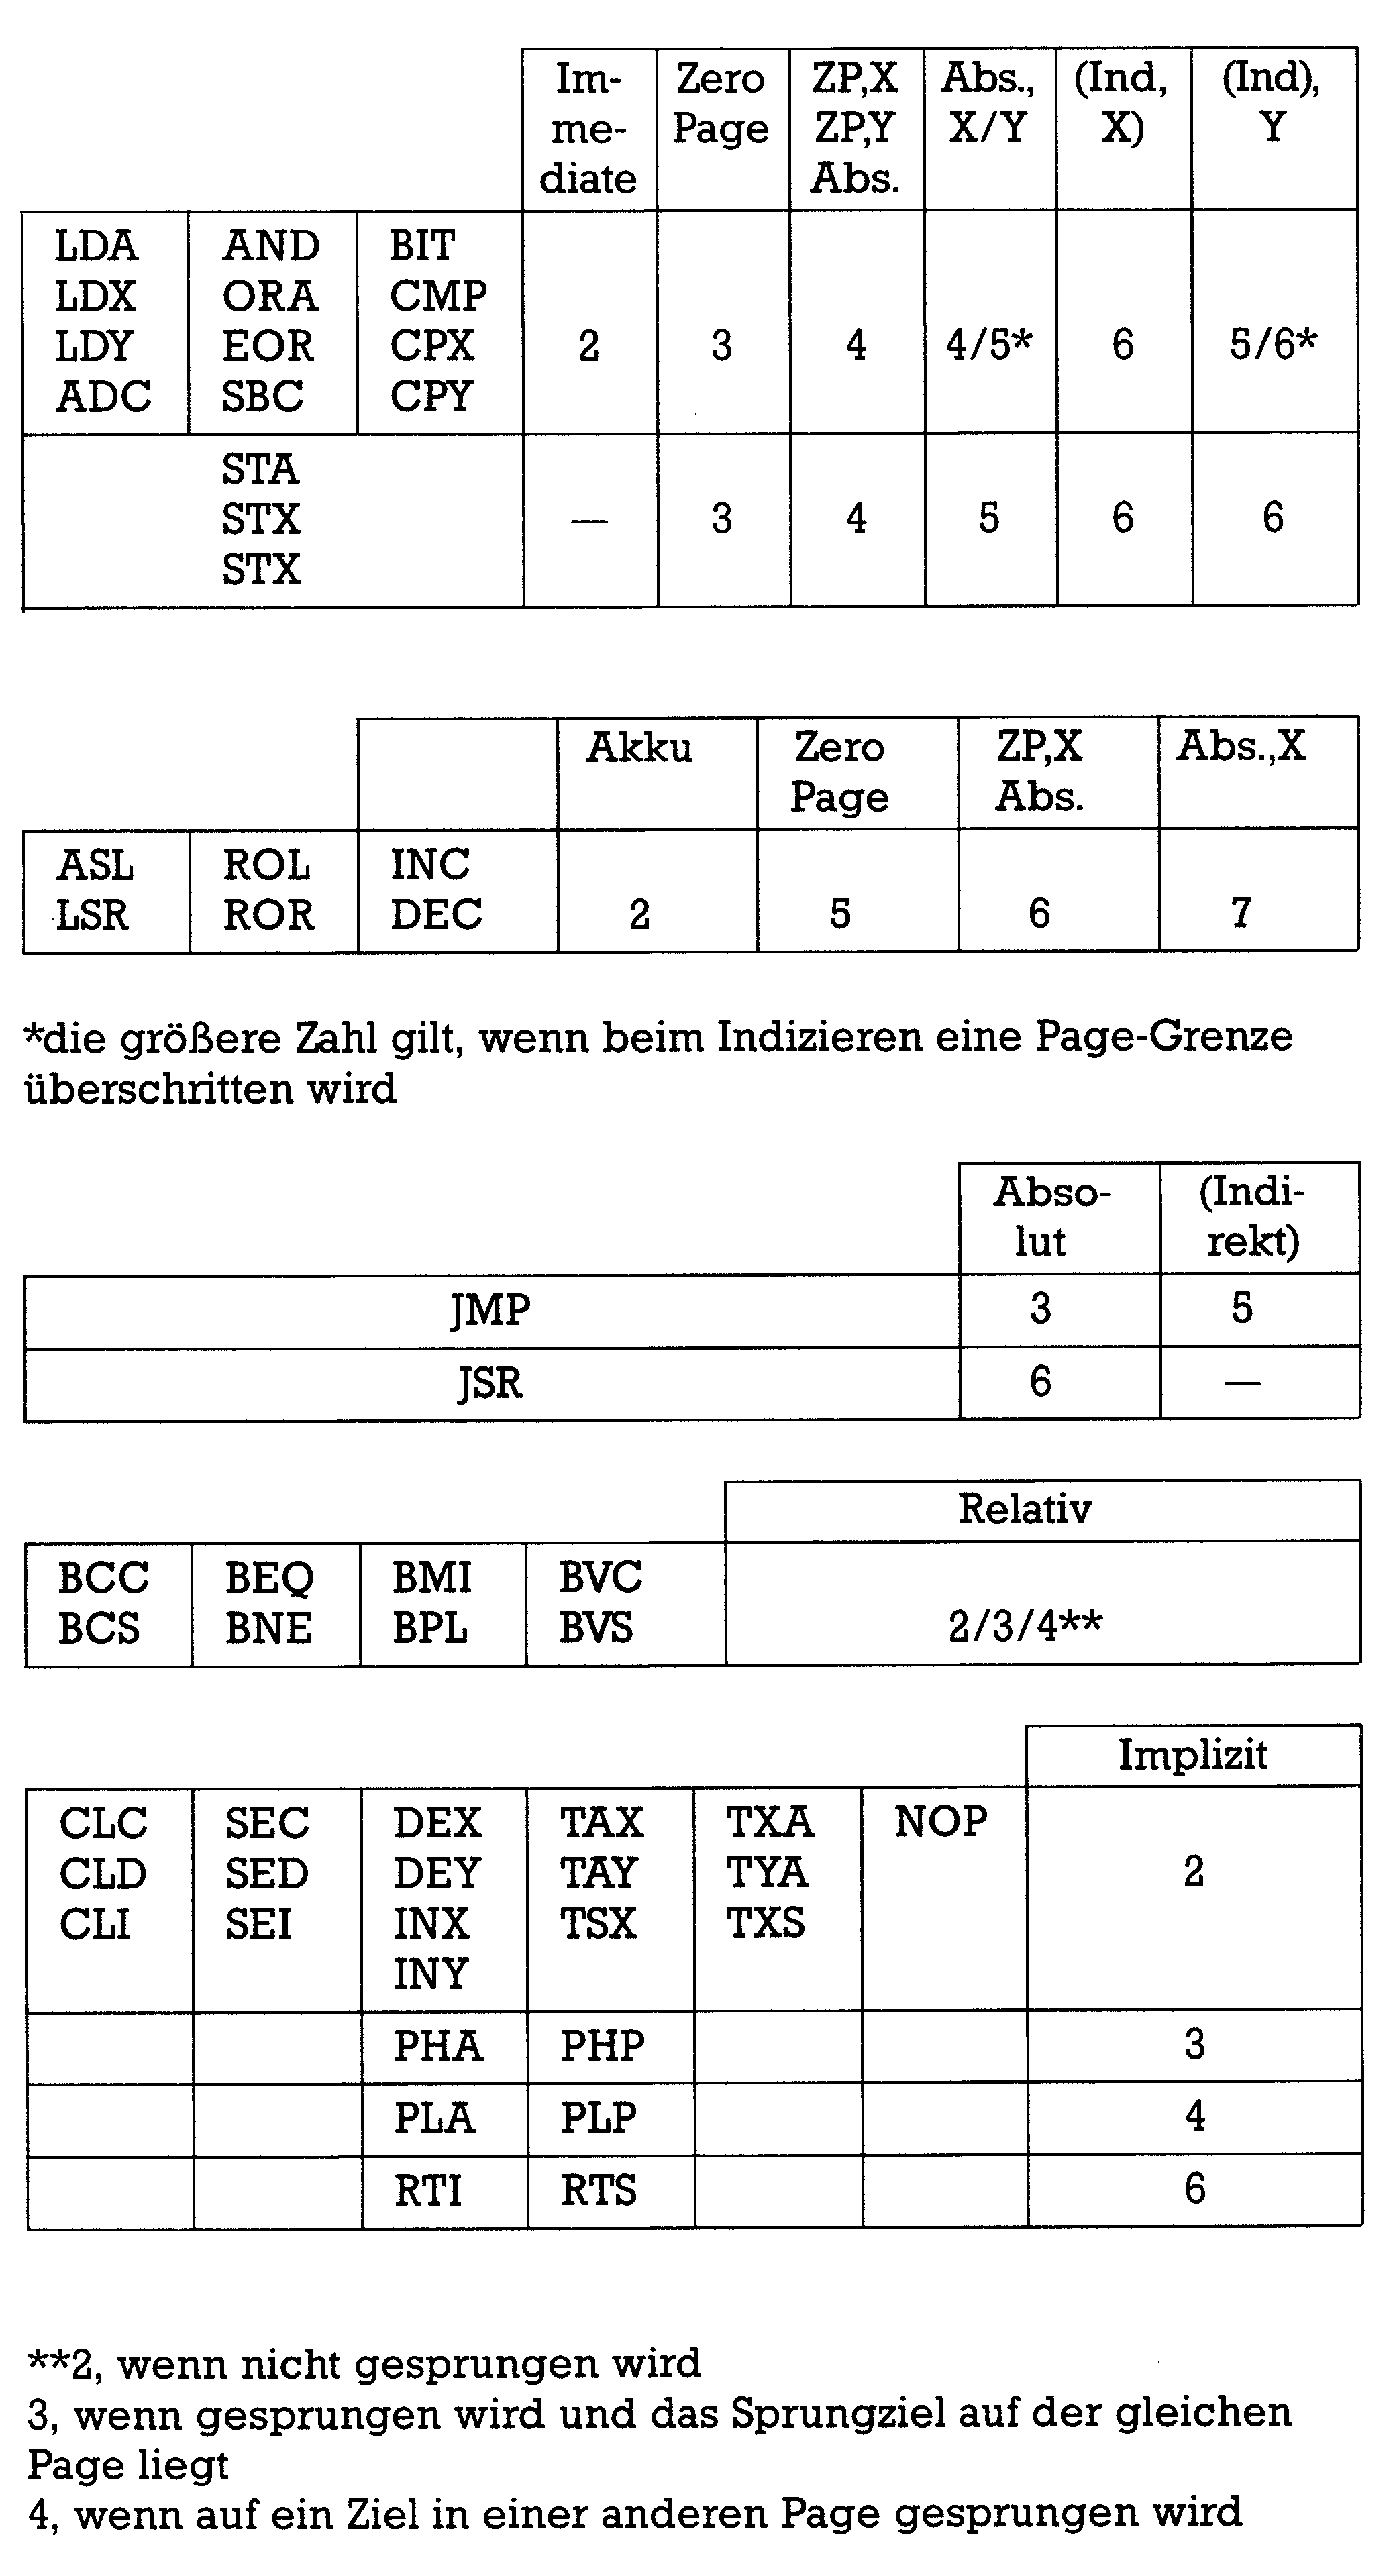 Im- Zero ZP,X Abs., (Ind, (Ind),
me- Page ZP,Y X/Y X) Y
diate Abs.
LDA AND BIT
LDX ORA CMP
LDY EOR CPX 2 3 4 4/5* 6 5/6*
ADC SBC CPY
STA
STX — 3 4 5 6 6
STX
Akku Zero ZP,X Abs.,X
Page Abs.
ASL ROL INC
LSR ROR DEC 2 5 6 7
*die größere Zahl gilt, wenn beim Indizieren eine Page-Grenze
überschritten wird
Abso- (Indi-
lut rekt)
JMP 3 5
JSR 6 —
Relativ
BCC BEQ BMI BVC
BCS BNE BPL BVS 2/3/4**
Implizit
CLC SEC DEX TAX TXA NOP
CLD SED DEY TAY TYA 2
CLI SEI INX TSX TXS
INY
PHA PHP 3
PLA PLP 4
RTI RTS 6
**2, wenn nicht gesprungen wird
3, wenn gesprungen wird und das Sprungziel auf der gleichen
Page liegt
4, wenn auf ein Ziel in einer anderen Page gesprungen wird